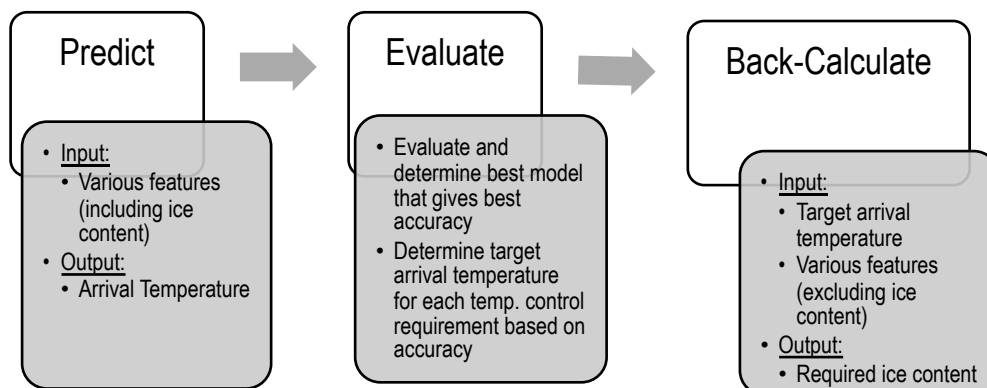 Predict
• Input:
• Various features
(including ice
content)
• Output:
• Arrival Temperature
Evaluate
• Evaluate and
determine best model
that gives best
accuracy
• Determine target
arrival temperature
for each temp. control
requirement based on
accuracy
Back-Calculate
• Input:
• Target arrival
temperature
• Various features
(excluding ice
content)
• Output:
• Required ice content